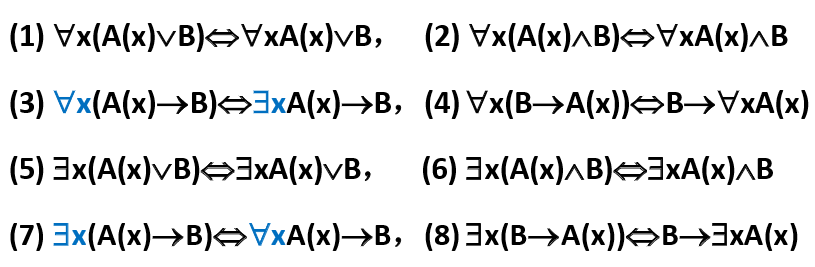 (1) ∀x(A(x)∨B)⇔∀xA(x)∨B， (2) ∀x(A(x)∧B)⇔∀xA(x)∧B
(3) ∀x(A(x)→B)⇔∃xA(x)→B，(4) ∀x(B→A(x))⇔B→∀xA(x)
(5) ∃x(A(x)∨B)⇔∃xA(x)∨B， (6) ∃x(A(x)∧B)⇔∃xA(x)∧B
(7) ∃x(A(x)→B)⇔∀xA(x)→B，(8) ∃x(B→A(x))⇔B→∃xA(x)